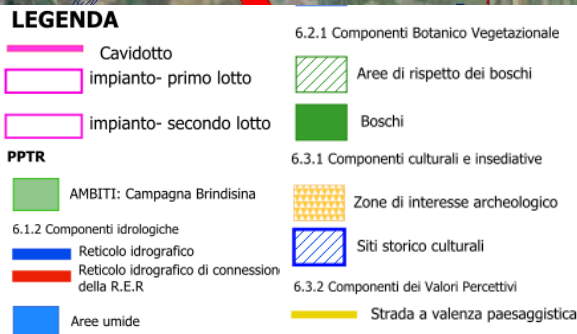 LEGENDA
Cavidotto
impianto- primo lotto
impianto- secondo lotto
PPTR
AMBITI: Campagna Brindisina
6.1.2 Componenti idrologiche
Reticolo idrografico
Reticolo idrografico di connession
della R.E.R
Aree umide
6.2.1 Componenti Botanico Vegetazionale
Aree di rispetto dei boschi
Boschi
6.3.1 Componenti culturali e insediative
Zone di interesse archeologico
Siti storico culturali
6.3.2 Componenti dei Valori Percettivi
Strada a valenza paesaggistica